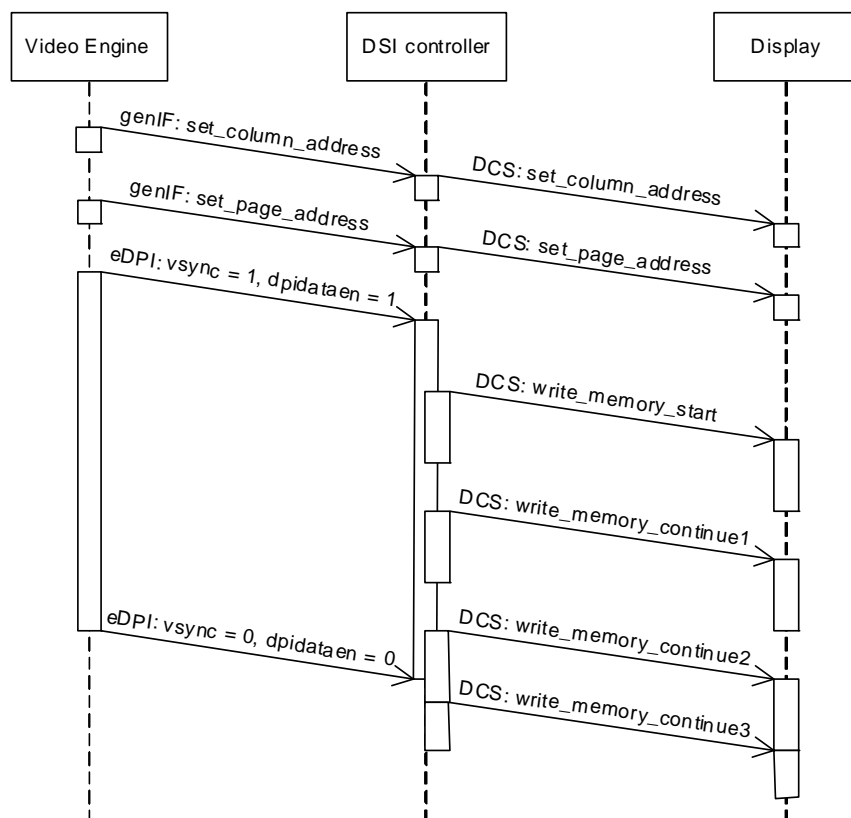 Video Engine
DSI controller
Display
genIF: set_column_address
DCS: set_column_address
genIF: set_page_address
DCS: set_page_address
eDPI: vsync = 1, dpidataen = 1
DCS: write_memory_start
DCS: write_memory_continue1
eDPI: vsync = 0, dpidataen = 0
DCS: write_memory_continue2
DCS: write_memory_continue3